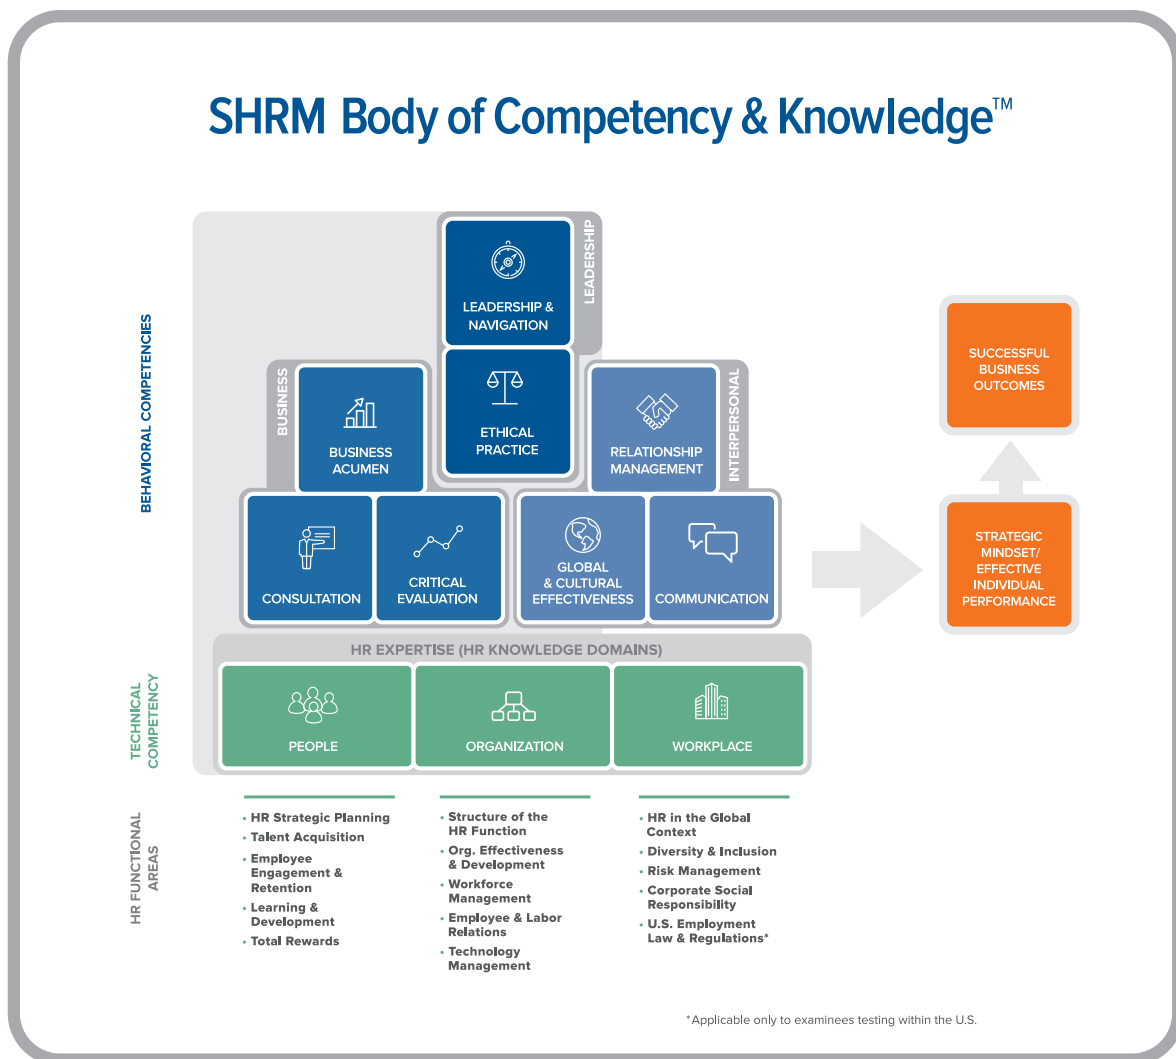 SHRM Body of Competency & Knowledge™
BEHAVIORAL COMPETENCIES
LEADERSHIP
LEADERSHIP &
NAVIGATION
ETHICAL
PRACTICE
BUSINESS
BUSINESS
ACUMEN
CONSULTATION
CRITICAL
EVALUATION
INTERPERSONAL
RELATIONSHIP
MANAGEMENT
GLOBAL
& CULTURAL
EFFECTIVENESS
COMMUNICATION
SUCCESSFUL
BUSINESS
OUTCOMES
STRATEGIC
MINDSET/
EFFECTIVE
INDIVIDUAL
PERFORMANCE
TECHNICAL
COMPETENCY
HR EXPERTISE (HR KNOWLEDGE DOMAINS)
PEOPLE
ORGANIZATION
WORKPLACE
HR FUNCTIONAL
AREAS
• HR Strategic Planning
• Talent Acquisition
• Employee
Engagement &
Retention
• Learning &
Development
• Total Rewards
• Structure of the
HR Function
• Org. Effectiveness
& Development
• Workforce
Management
• Employee & Labor
Relations
• Technology
Management
• HR in the Global
Context
• Diversity & Inclusion
• Risk Management
• Corporate Social
Responsibility
• U.S. Employment
Law & Regulations*
*Applicable only to examinees testing within the U.S.